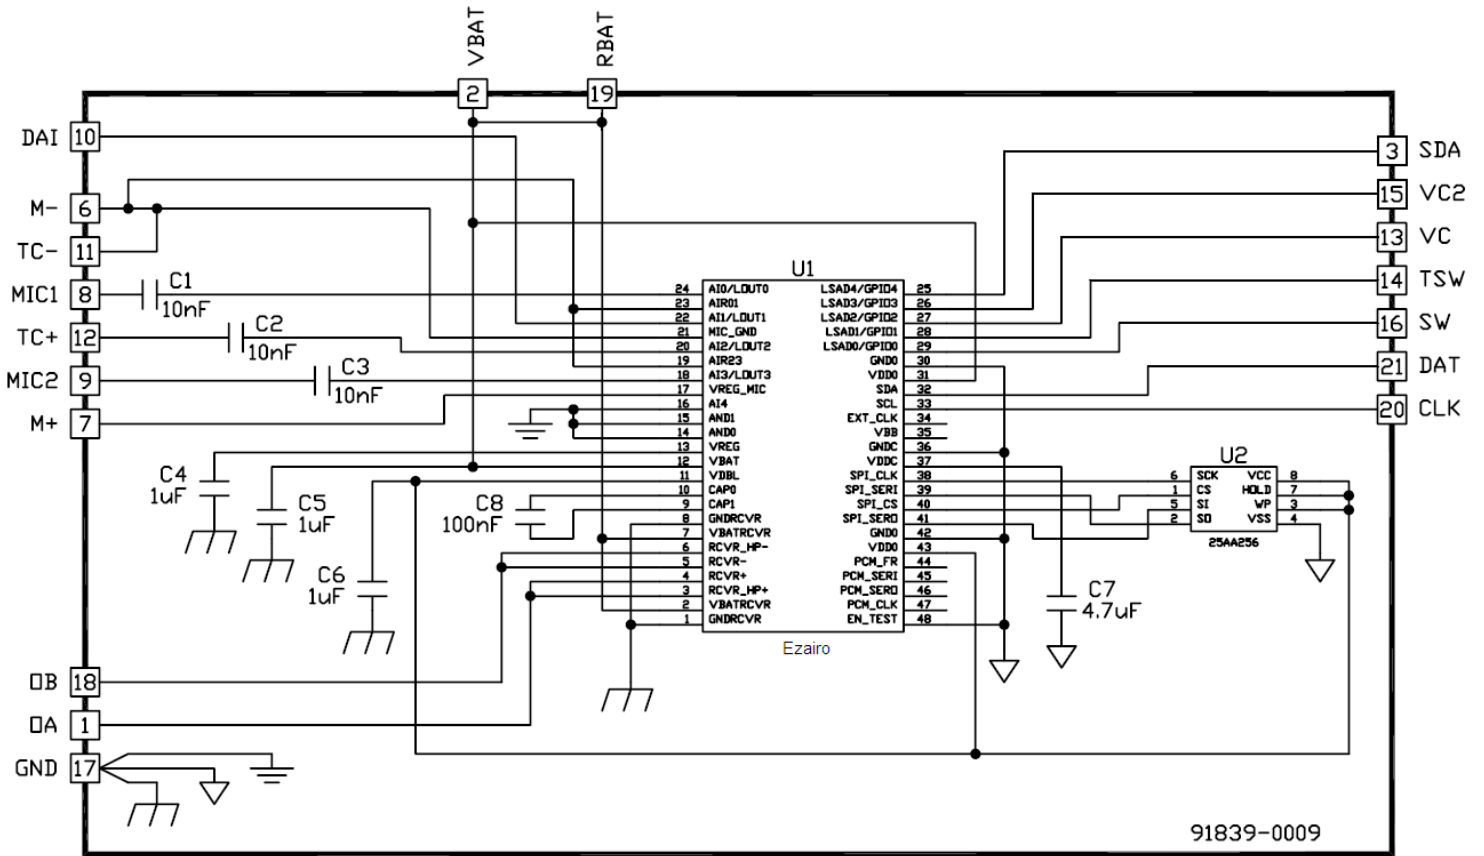 VBAT
RBAT
2
19
DAI 10
M- 6
TC- 11
MIC1 8
TC+ 12
MIC2 9
M+ 7
OB 18
OA 1
GND 17
C1
10nF
C2
10nF
C3
10nF
C4
1uF
C5
1uF
C6
1uF
C8
100nF
U1
24 AI0/LOUT0 LSAD4/GPIO4 25
23 AIR01 LSAD3/GPIO3 26
22 AI1/LOUT1 LSAD2/GPIO2 27
21 MIC_GND LSAD1/GPIO1 28
20 AI2/LOUT2 LSAD0/GPIO0 29
19 AIR23 GNDO 30
18 AI3/LOUT3 VDDO 31
17 VREG_MIC SDA 32
16 AI4 SCL 33
15 AND1 EXT_CLK 34
14 AND0 VBB 35
13 VREG GNDC 36
12 VBAT VDDC 37
11 VDBL SPI_CLK 38
10 CAP0 SPI_SERI 39
9 CAP1 SPI_CS 40
8 GNDRCVR SPI_SERO 41
7 VBATRCVR GNDO 42
6 RCVR_HP- VDDO 43
5 RCVR- PCM_FR 44
4 RCVR+ PCM_SERI 45
3 RCVR_HP+ PCM_SERO 46
2 VBATRCVR PCM_CLK 47
1 GNDRCVR EN_TEST 48
Ezairo
U2
6 SCK VCC 8
1 CS HOLD 7
5 SI WP 3
2 SO VSS 4
25AA256
C7
4.7uF
3 SDA
15 VC2
13 VC
14 TSW
16 SW
21 DAT
20 CLK
91839-0009